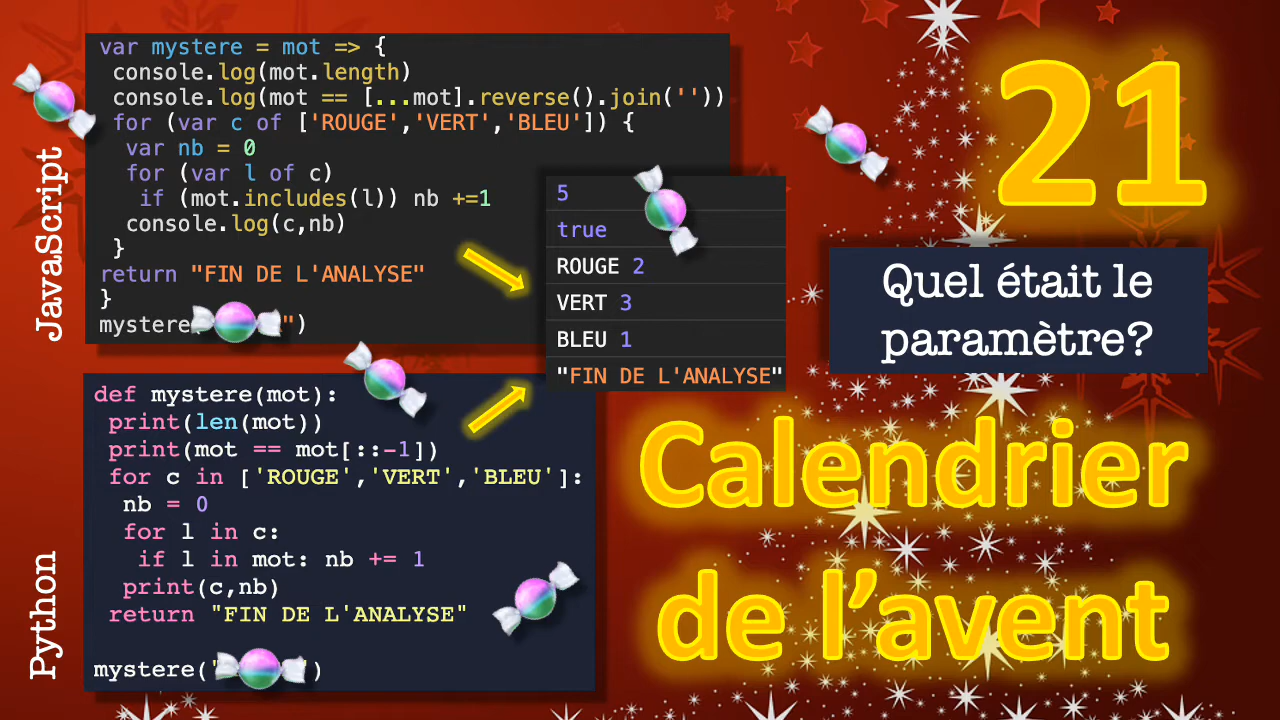 JavaScript
var mystere = mot => {
console.log(mot.length)
console.log(mot == [...mot].reverse().join(''))
for (var c of ['ROUGE','VERT','BLEU']) {
var nb = 0
for (var l of c)
if (mot.includes(l)) nb +=1
console.log(c,nb)
}
return "FIN DE L'ANALYSE"
}
mystere( ")
5
true
ROUGE 2
VERT 3
BLEU 1
"FIN DE L'ANALYSE"
21
Quel était le
paramètre?
Python
def mystere(mot):
print(len(mot))
print(mot == mot[::-1])
for c in ['ROUGE','VERT','BLEU']:
nb = 0
for l in c:
if l in mot: nb += 1
print(c,nb)
return "FIN DE L'ANALYSE"
mystere(' ')
Calendrier
de l'avent